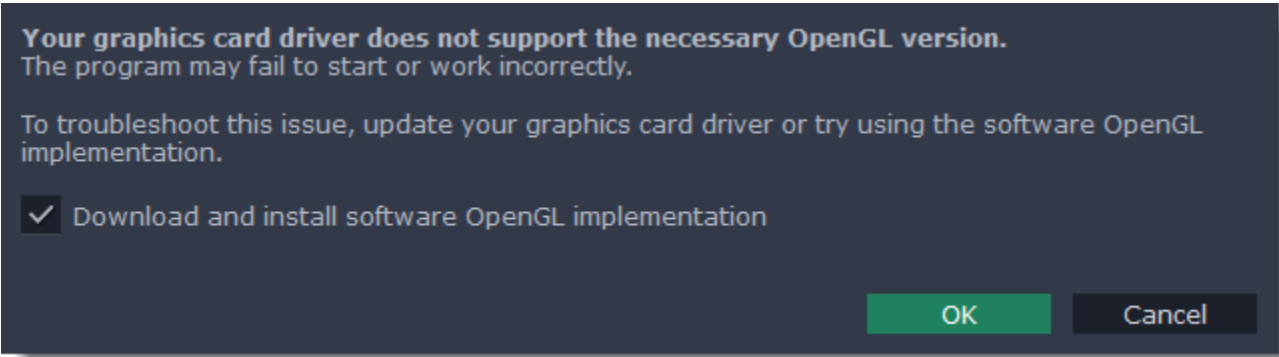 Your graphics card driver does not support the necessary OpenGL version.
The program may fail to start or work incorrectly.
To troubleshoot this issue, update your graphics card driver or try using the software OpenGL
implementation.
Download and install software OpenGL implementation
OK Cancel